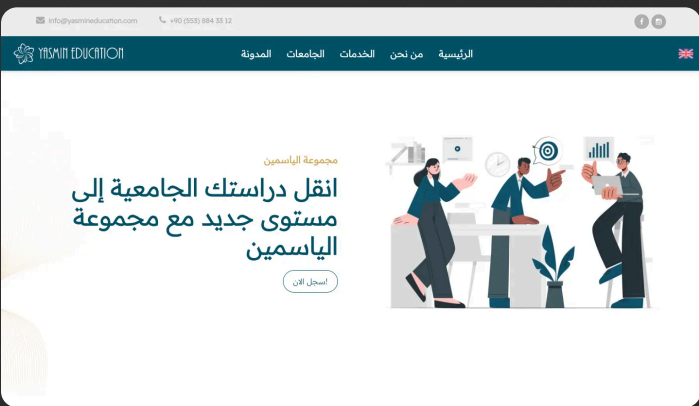 info@yasmineducation.com
+90 (553) 884 33 12
YASMIN EDUCATION
الرئيسية
من نحن
الخدمات
الجامعات
المدونة
مجموعة الياسمين
انقل دراستك الجامعية إلى
مستوى جديد مع مجموعة
الياسمين
سجل الان!